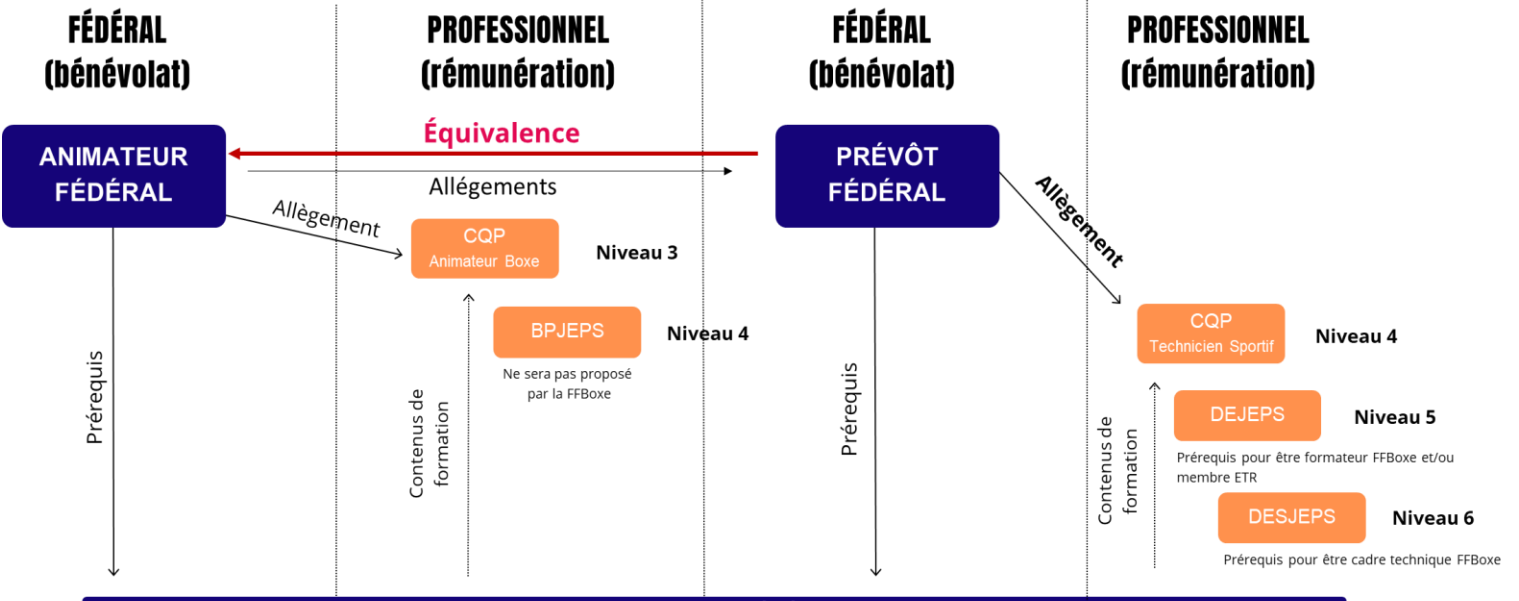 FÉDÉRAL
(bénévolat)
PROFESSIONNEL
(rémunération)
FÉDÉRAL
(bénévolat)
PROFESSIONNEL
(rémunération)
ANIMATEUR
FÉDÉRAL
Équivalence
Allégements
PRÉVÔT
FÉDÉRAL
Allègement
Allègement
CQP
Animateur Boxe
Niveau 3
BPJEPS
Niveau 4
Ne sera pas proposé
par la FFBoxe
Prérequis
Contenus de
formation
Prérequis
CQP
Technicien Sportif
Niveau 4
DEJEPS
Niveau 5
Prérequis pour être formateur FFBoxe et/ou
membre ETR
Contenus de
formation
DESJEPS
Niveau 6
Prérequis pour être cadre technique FFBoxe